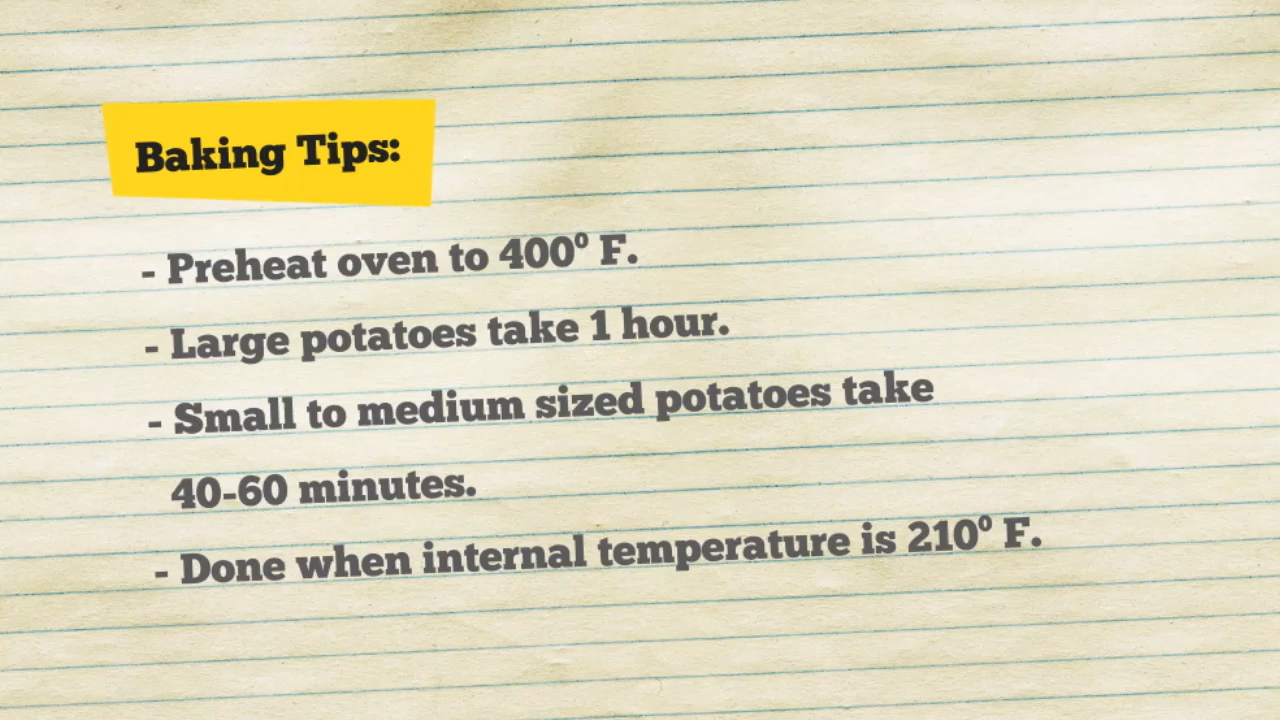 Baking Tips:
- Preheat oven to 400° F.
- Large potatoes take 1 hour.
- Small to medium sized potatoes take
40-60 minutes.
- Done when internal temperature is 210° F.